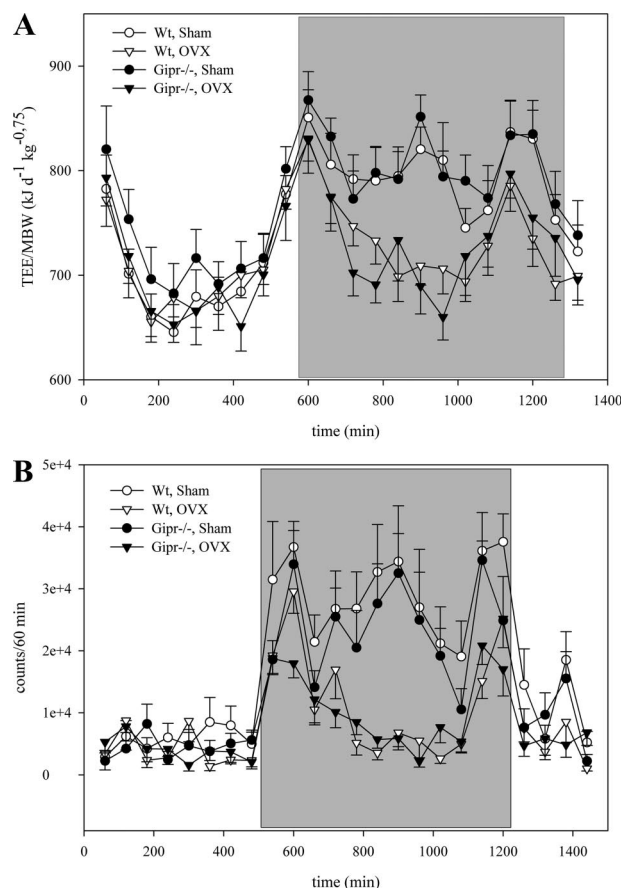 A
Wt, Sham
Wt, OVX
Gipr-/-, Sham
Gipr-/-, OVX
TEE/MBW (kJ d⁻¹ kg⁻⁰,⁷⁵)
900
800
700
600
0 200 400 600 800 1000 1200 1400
time (min)
B
Wt, Sham
Wt, OVX
Gipr-/-, Sham
Gipr-/-, OVX
counts/60 min
5e+4
4e+4
3e+4
2e+4
1e+4
0
0 200 400 600 800 1000 1200 1400
time (min)